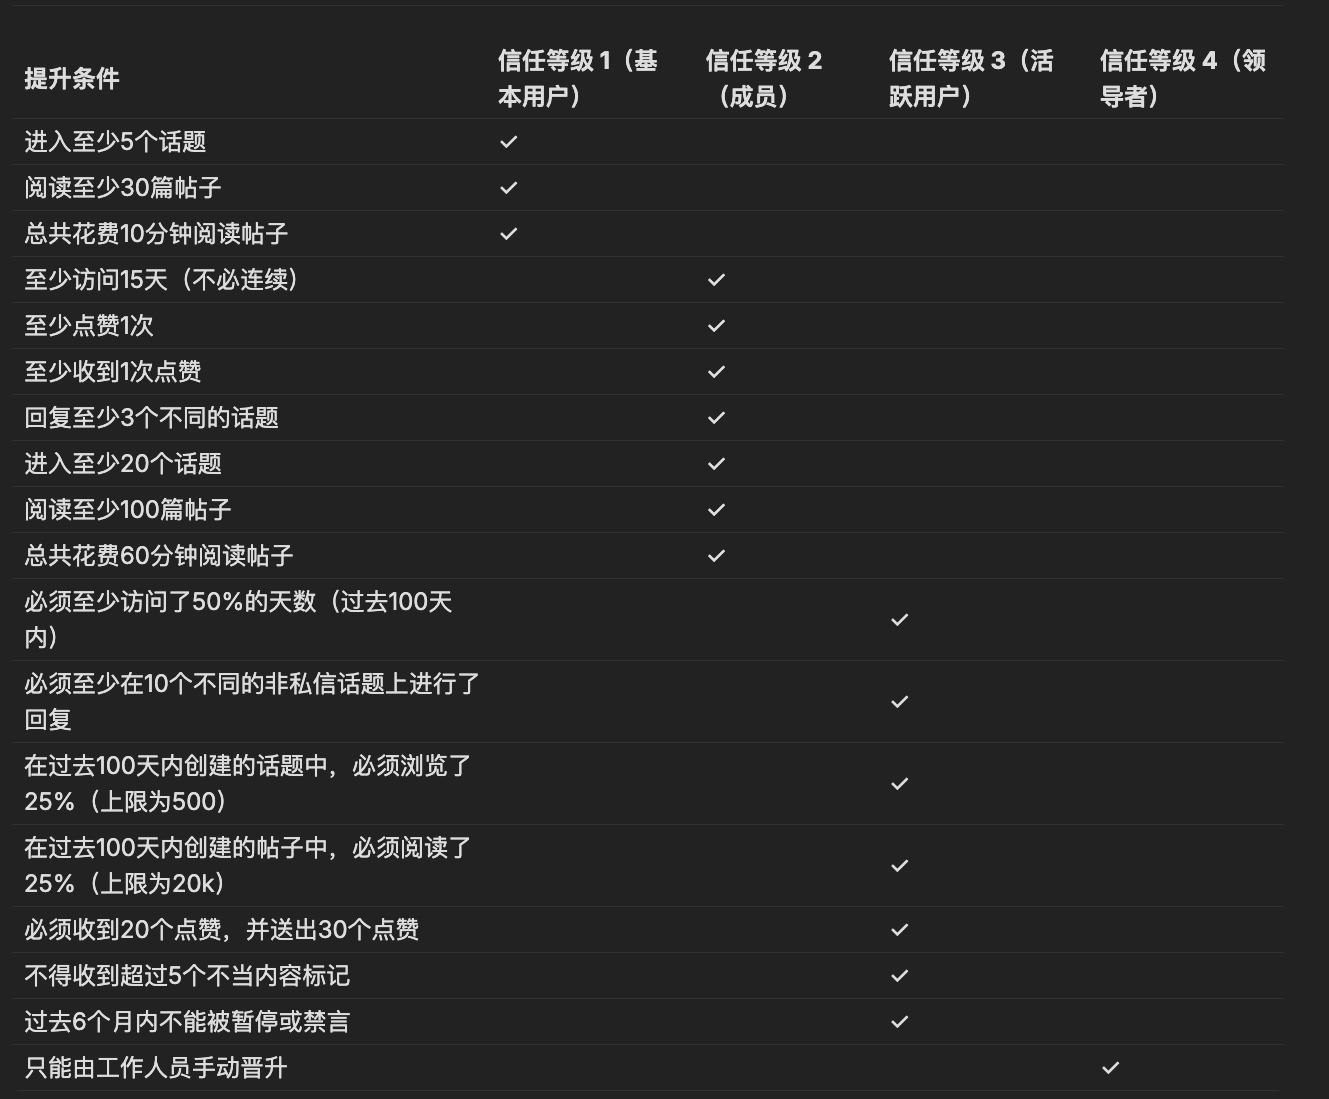 提升条件
信任等级 1（基
本用户）
信任等级 2
（成员）
信任等级 3（活
跃用户）
信任等级 4（领
导者）
进入至少5个话题 ✓
阅读至少30篇帖子 ✓
总共花费10分钟阅读帖子 ✓
至少访问15天（不必连续） ✓
至少点赞1次 ✓
至少收到1次点赞 ✓
回复至少3个不同的话题 ✓
进入至少20个话题 ✓
阅读至少100篇帖子 ✓
总共花费60分钟阅读帖子 ✓
必须至少访问了50%的天数（过去100天
内） ✓
必须至少在10个不同的非私信话题上进行了
回复 ✓
在过去100天内创建的话题中，必须浏览了
25%（上限为500） ✓
在过去100天内创建的帖子中，必须阅读了
25%（上限为20k） ✓
必须收到20个点赞，并送出30个点赞 ✓
不得收到超过5个不当内容标记 ✓
过去6个月内不能被暂停或禁言 ✓
只能由工作人员手动晋升 ✓